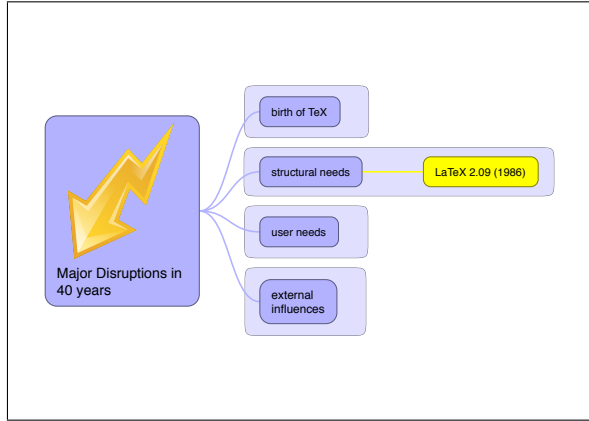 birth of TeX
structural needs
LaTeX 2.09 (1986)
user needs
Major Disruptions in
40 years
external
influences